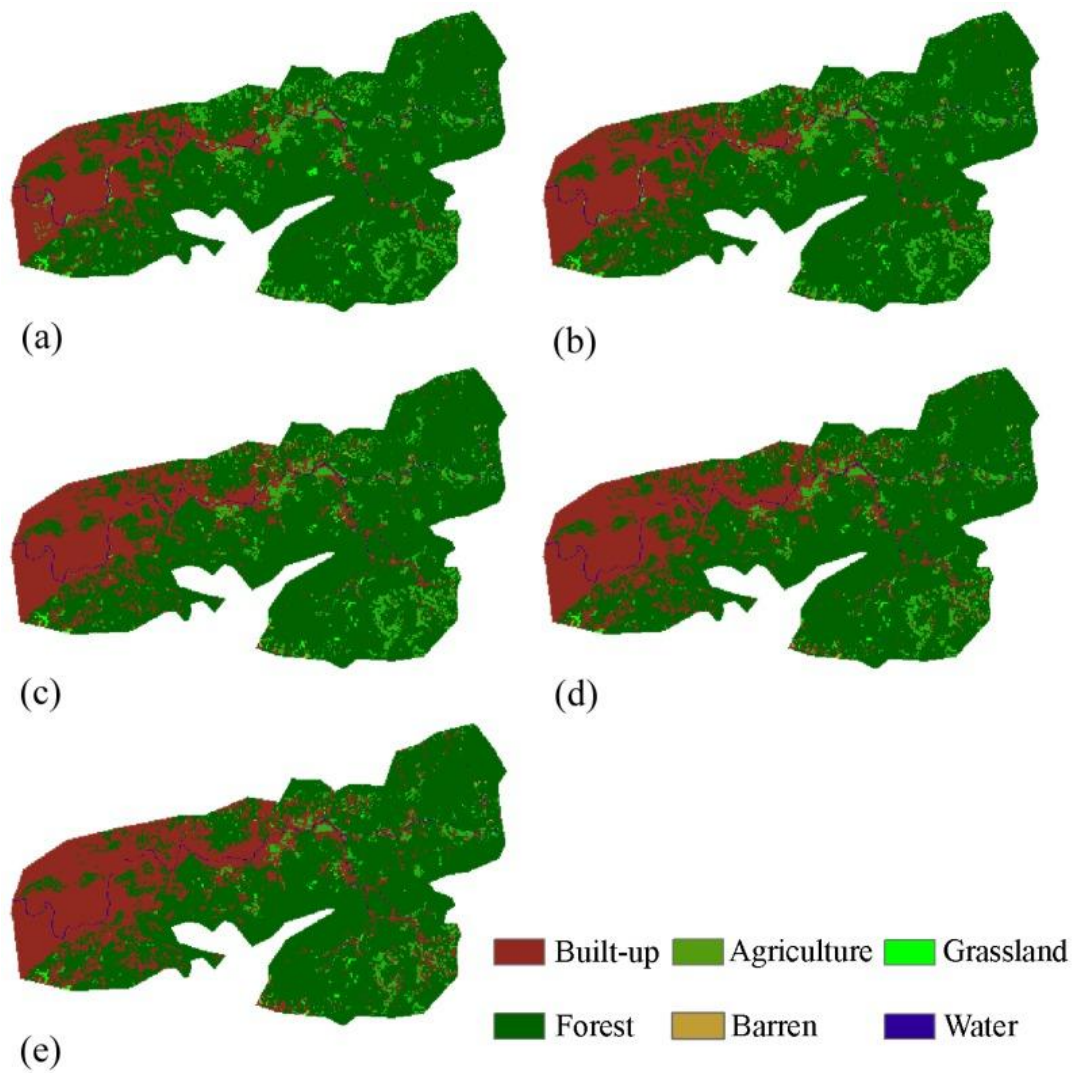 (a)
(b)
(c)
(d)
Built-up Agriculture Grassland
Forest Barren Water
(e)